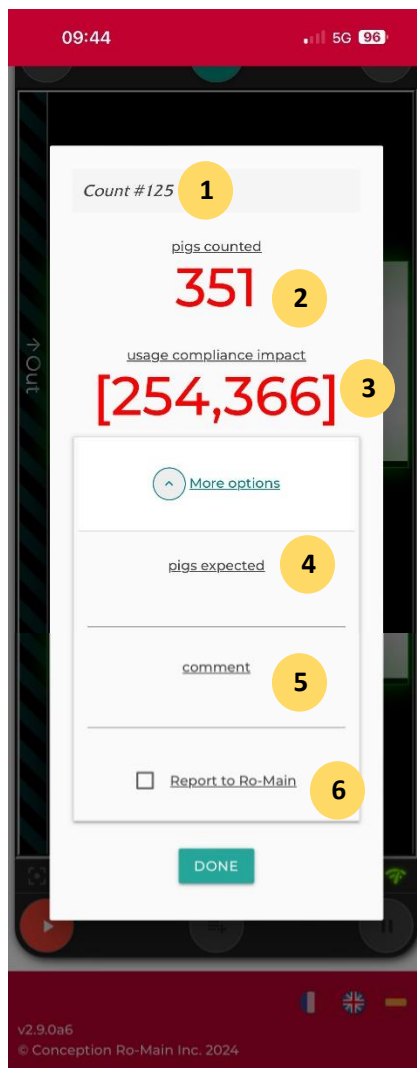 09:44 5G 96
Count #125 1
pigs counted
351 2
usage compliance impact
[254,366] 3
↑Out
More options
pigs expected 4
comment 5
Report to Ro-Main 6
DONE
v2.9.0a6
© Conception Ro-Main Inc. 2024